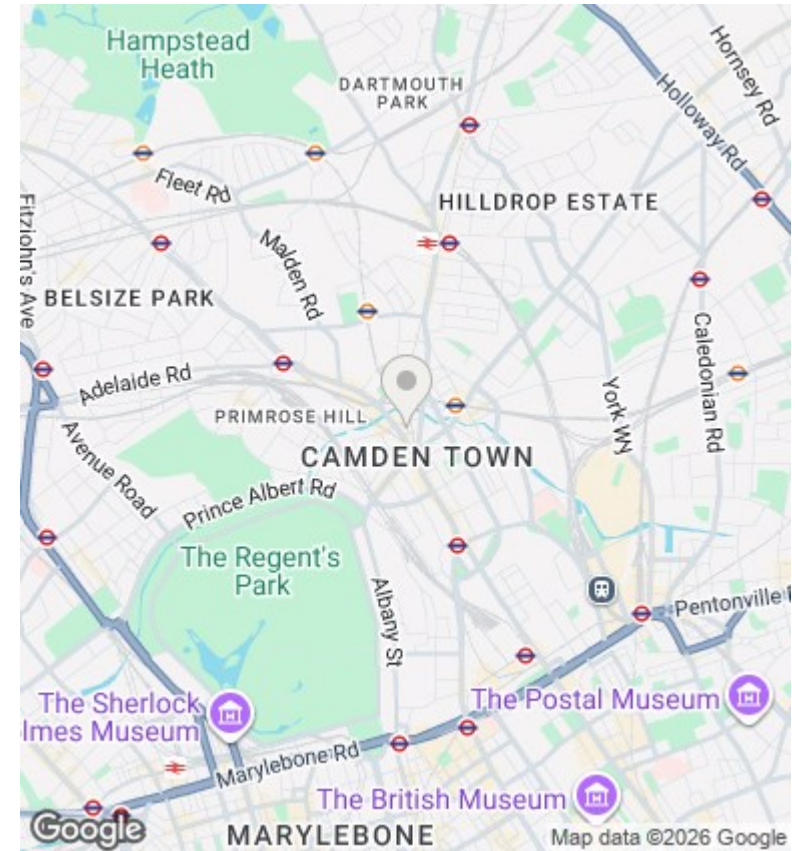 Hampstead
Heath
DARTMOUTH
PARK
Hornsey Rd
Holloway Rd
Fleet Rd
HILLDROP ESTATE
Fitzjohn's Ave
Malden Rd
BELSIZE PARK
Caledonian Rd
Adelaide Rd
York WN
PRIMROSE HILL
Avenue Road
CAMDEN TOWN
Prince Albert Rd
The Regent's
Park
Albany St
Pentonville
The Sherlock
lmes Museum
The Postal Museum
Marylebone Rd
The British Museum
Google
MARYLEBONE
Map data ©2026 Google